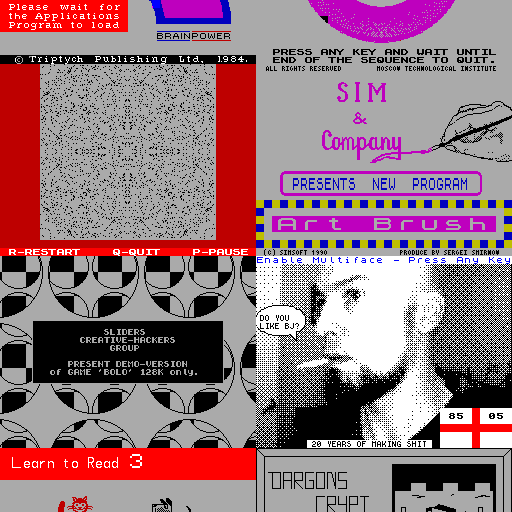 Please wait for
the Applications
Program to load
BRAINPOWER
© Triptych Publishing Ltd, 1984.
R-RESTART Q-QUIT P-PAUSE
PRESS ANY KEY AND WAIT UNTIL
END OF THE SEQUENCE TO QUIT.
ALL RIGHTS RESERVED MOSCOW TECHNOLOGICAL INSTITUTE
SIM
&
Company
PRESENTS NEW PROGRAM
Art Brush
(C) SIMSOFT 1990 PRODUCE BY SERGEI SMIRNOW
SLIDERS
CREATIVE-HACKERS
GROUP
PRESENT DEMO-VERSION
of GAME 'BOLO' 128K only.
Enable Multiface - Press Any Key
DO YOU
LIKE BJ?
85 05
20 YEARS OF MAKING SHIT
Learn to Read 3
DARGONS
CRYPT